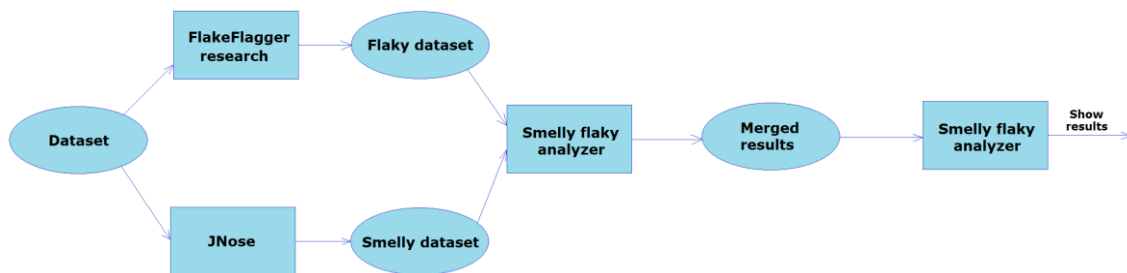 FlakeFlagger
research
Flaky dataset
Dataset
Smelly flaky
analyzer
Merged
results
Smelly flaky
analyzer
Show
results
JNose
Smelly dataset